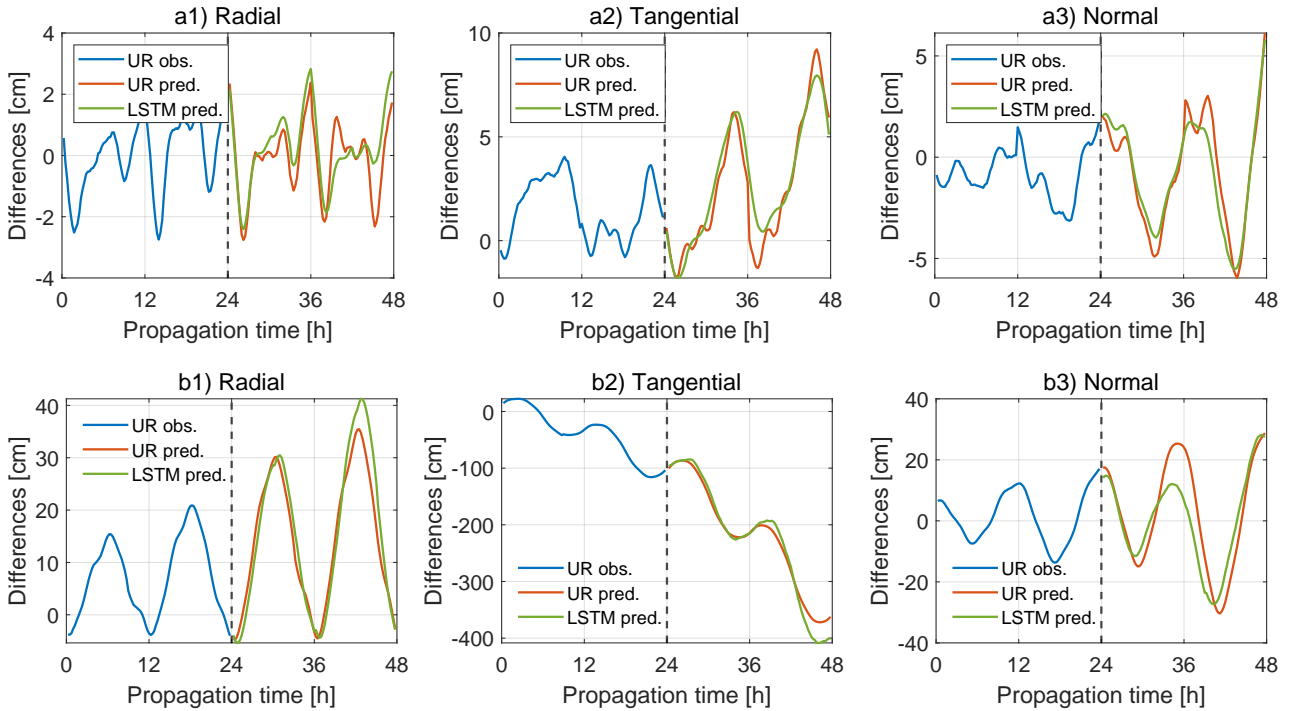 a1) Radial
4
2
0
-2
-4
Differences [cm]
UR obs.
UR pred.
LSTM pred.
0 12 24 36 48
Propagation time [h]
a2) Tangential
10
5
0
Differences [cm]
UR obs.
UR pred.
LSTM pred.
0 12 24 36 48
Propagation time [h]
a3) Normal
5
0
-5
Differences [cm]
UR obs.
UR pred.
LSTM pred.
0 12 24 36 48
Propagation time [h]
b1) Radial
40
30
20
10
0
Differences [cm]
UR obs.
UR pred.
LSTM pred.
0 12 24 36 48
Propagation time [h]
b2) Tangential
0
-100
-200
-300
-400
Differences [cm]
UR obs.
UR pred.
LSTM pred.
0 12 24 36 48
Propagation time [h]
b3) Normal
40
20
0
-20
-40
Differences [cm]
UR obs.
UR pred.
LSTM pred.
0 12 24 36 48
Propagation time [h]